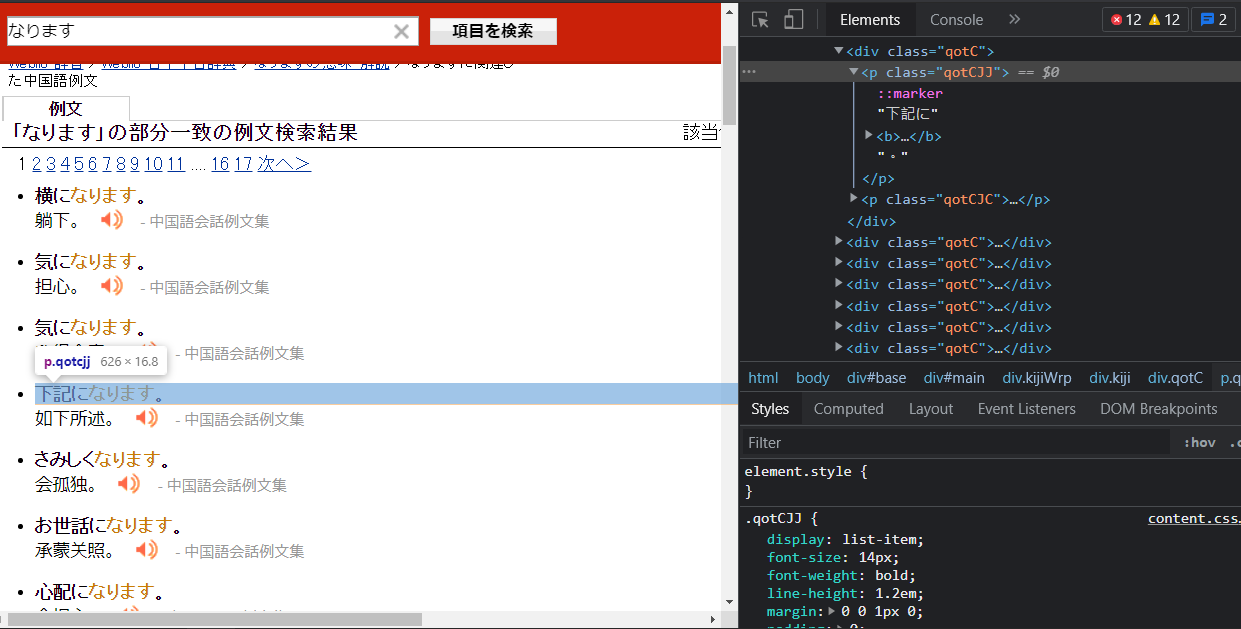 なります
項目を検索
た中国語例文
例文
「なります」の部分一致の例文検索結果
該当
1 2 3 4 5 6 7 8 9 10 11 .... 16 17 次へ＞
横になります。
躺下。 - 中国語会話例文集
気になります。
担心。 - 中国語会話例文集
気になります。
- 中国語会話例文集
p.qotcjj 626 × 16.8
下記になります。
如下所述。 - 中国語会話例文集
さみしくなります。
会孤独。 - 中国語会話例文集
お世話になります。
承蒙关照。 - 中国語会話例文集
心配になります。
Elements Console » 12 12 2
<div class="qotC">
<p class="qotCJJ"> == $0
::marker
"下記に"
<b>…</b>
"。"
</p>
<p class="qotCJC">…</p>
</div>
<div class="qotC">…</div>
<div class="qotC">…</div>
<div class="qotC">…</div>
<div class="qotC">…</div>
<div class="qotC">…</div>
<div class="qotC">…</div>
html body div#base div#main div.kijiWrp div.kiji div.qotC p.q
Styles Computed Layout Event Listeners DOM Breakpoints
Filter :hov .c
element.style {
}
.qotCJJ { content.css
display: list-item;
font-size: 14px;
font-weight: bold;
line-height: 1.2em;
margin: 0 0 1px 0;